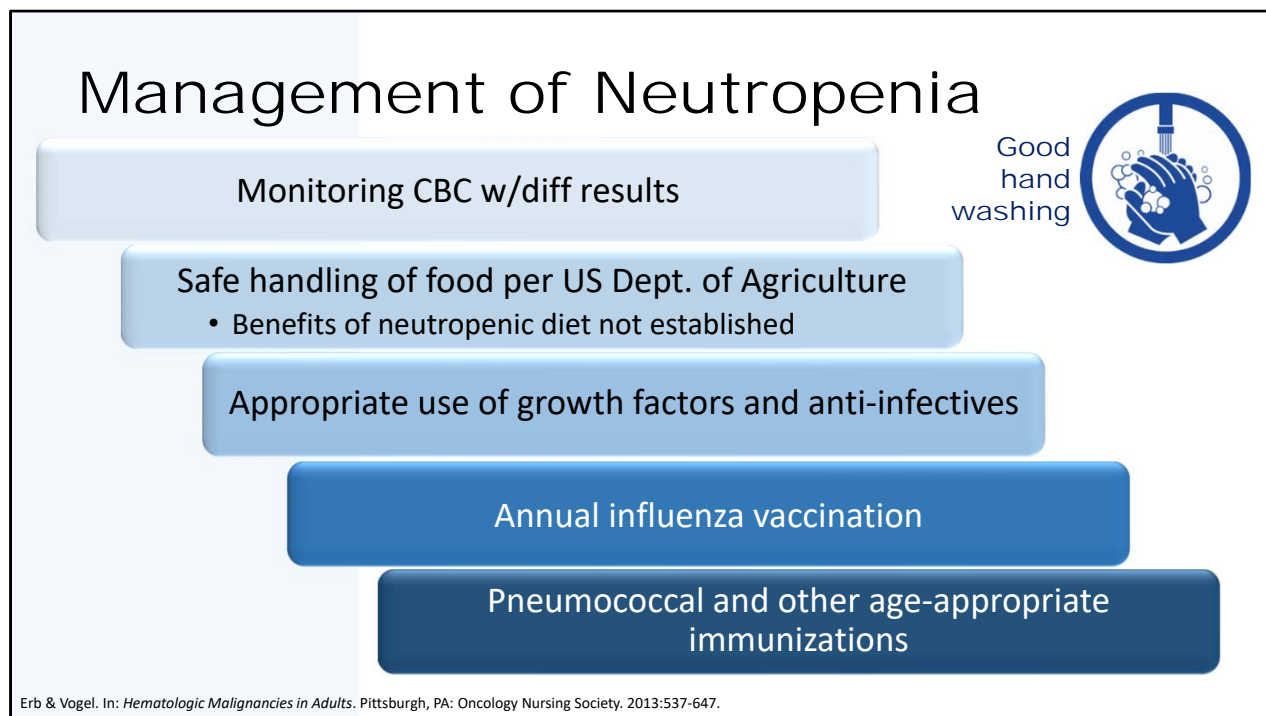 Management of Neutropenia
Good
hand
washing
Monitoring CBC w/diff results
Safe handling of food per US Dept. of Agriculture
• Benefits of neutropenic diet not established
Appropriate use of growth factors and anti-infectives
Annual influenza vaccination
Pneumococcal and other age-appropriate
immunizations
Erb & Vogel. In: Hematologic Malignancies in Adults. Pittsburgh, PA: Oncology Nursing Society. 2013:537-647.